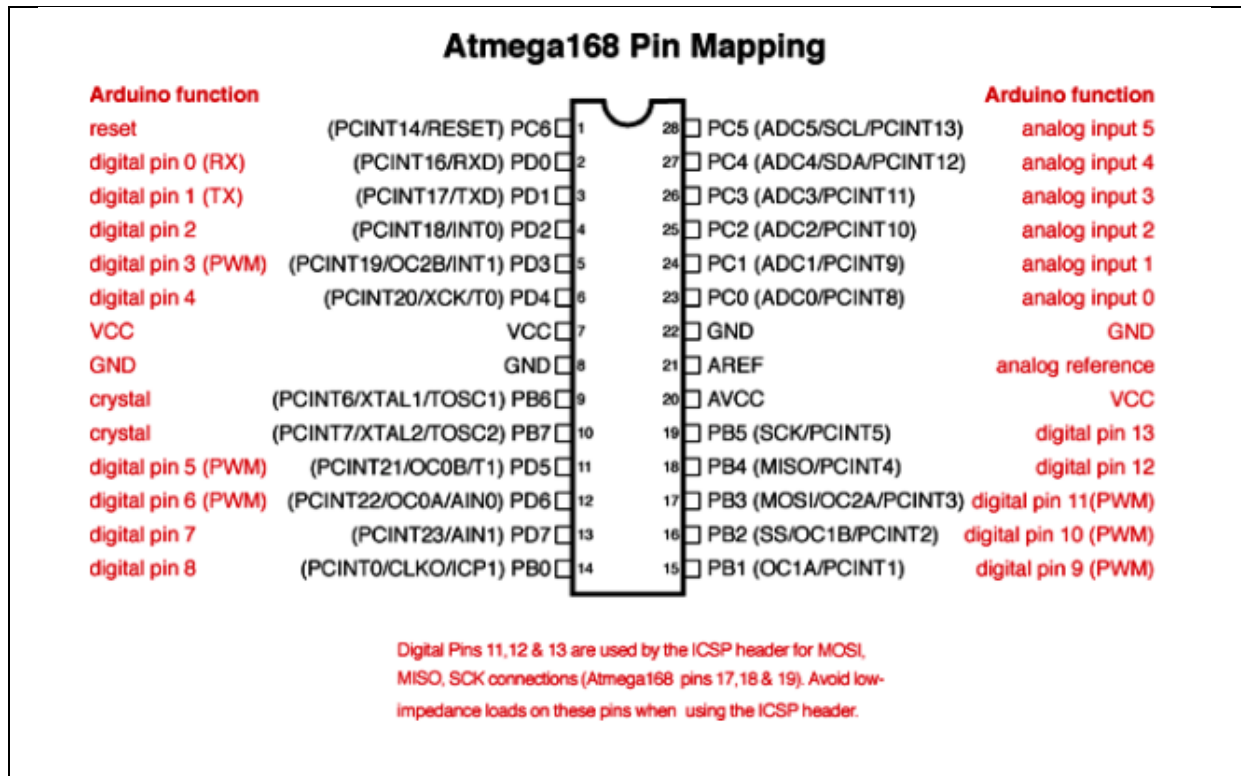 Atmega168 Pin Mapping
Arduino function Arduino function
reset (PCINT14/RESET) PC6 1 28 PC5 (ADC5/SCL/PCINT13) analog input 5
digital pin 0 (RX) (PCINT16/RXD) PD0 2 27 PC4 (ADC4/SDA/PCINT12) analog input 4
digital pin 1 (TX) (PCINT17/TXD) PD1 3 26 PC3 (ADC3/PCINT11) analog input 3
digital pin 2 (PCINT18/INT0) PD2 4 25 PC2 (ADC2/PCINT10) analog input 2
digital pin 3 (PWM) (PCINT19/OC2B/INT1) PD3 5 24 PC1 (ADC1/PCINT9) analog input 1
digital pin 4 (PCINT20/XCK/T0) PD4 6 23 PC0 (ADC0/PCINT8) analog input 0
VCC VCC 7 22 GND GND
GND GND 8 21 AREF analog reference
crystal (PCINT6/XTAL1/TOSC1) PB6 9 20 AVCC VCC
crystal (PCINT7/XTAL2/TOSC2) PB7 10 19 PB5 (SCK/PCINT5) digital pin 13
digital pin 5 (PWM) (PCINT21/OC0B/T1) PD5 11 18 PB4 (MISO/PCINT4) digital pin 12
digital pin 6 (PWM) (PCINT22/OC0A/AIN0) PD6 12 17 PB3 (MOSI/OC2A/PCINT3) digital pin 11(PWM)
digital pin 7 (PCINT23/AIN1) PD7 13 16 PB2 (SS/OC1B/PCINT2) digital pin 10 (PWM)
digital pin 8 (PCINT0/CLKO/ICP1) PB0 14 15 PB1 (OC1A/PCINT1) digital pin 9 (PWM)
Digital Pins 11,12 & 13 are used by the ICSP header for MOSI,
MISO, SCK connections (Atmega168 pins 17,18 & 19). Avoid low-
impedance loads on these pins when using the ICSP header.